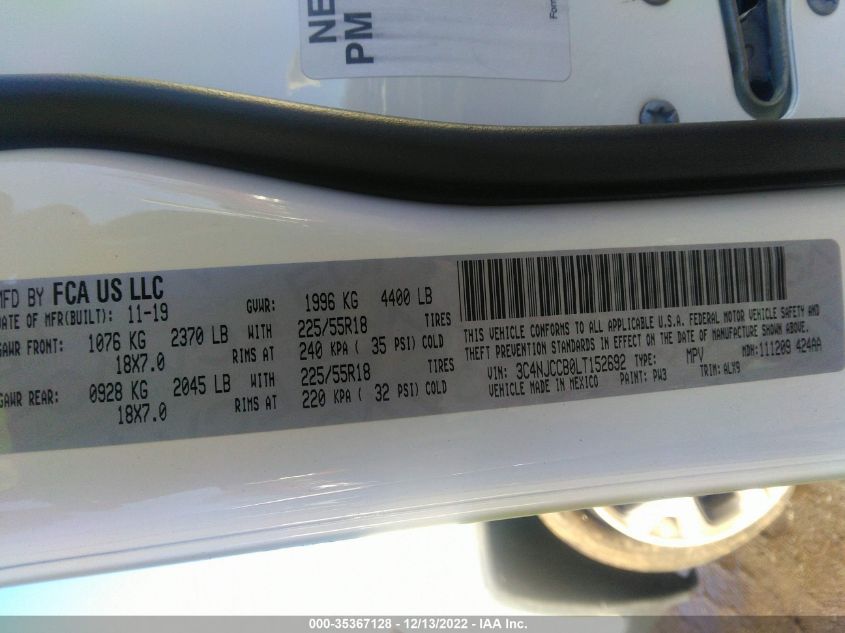 NE
PM
For
MFD BY FCA US LLC
DATE OF MFR(BUILT): 11-19 GVWR: 1996 KG 4400 LB
GAWR FRONT: 1076 KG 2370 LB WITH 225/55R18 TIRES
18X7.0 RIMS AT 240 KPA ( 35 PSI) COLD
GAWR REAR: 0928 KG 2045 LB WITH 225/55R18 TIRES
18X7.0 RIMS AT 220 KPA ( 32 PSI) COLD
THIS VEHICLE CONFORMS TO ALL APPLICABLE U.S.A. FEDERAL MOTOR VEHICLE SAFETY AND
THEFT PREVENTION STANDARDS IN EFFECT ON THE DATE OF MANUFACTURE SHOWN ABOVE.
VIN: 3C4NJCCB0LT152692 TYPE: MPV MDH:111209 424AA
VEHICLE MADE IN MEXICO PAINT: PW3 TRIM: ALX9
000-35367128 - 12/13/2022 - IAA Inc.